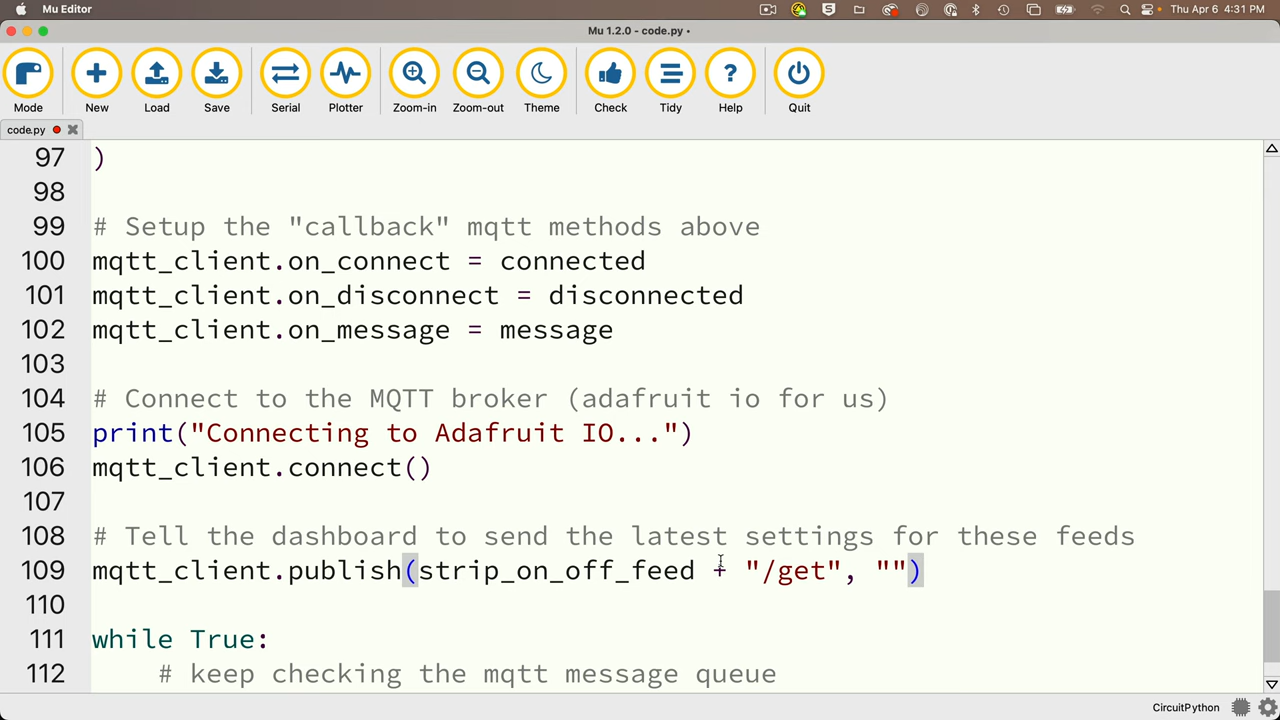 Mu Editor
Thu Apr 6 4:31 PM
Mu 1.2.0 - code.py •
Mode New Load Save Serial Plotter Zoom-in Zoom-out Theme Check Tidy Help Quit
code.py
97 )
98
99 # Setup the "callback" mqtt methods above
100 mqtt_client.on_connect = connected
101 mqtt_client.on_disconnect = disconnected
102 mqtt_client.on_message = message
103
104 # Connect to the MQTT broker (adafruit io for us)
105 print("Connecting to Adafruit IO...")
106 mqtt_client.connect()
107
108 # Tell the dashboard to send the latest settings for these feeds
109 mqtt_client.publish(strip_on_off_feed + "/get", "")
110
111 while True:
112 # keep checking the mqtt message queue
CircuitPython